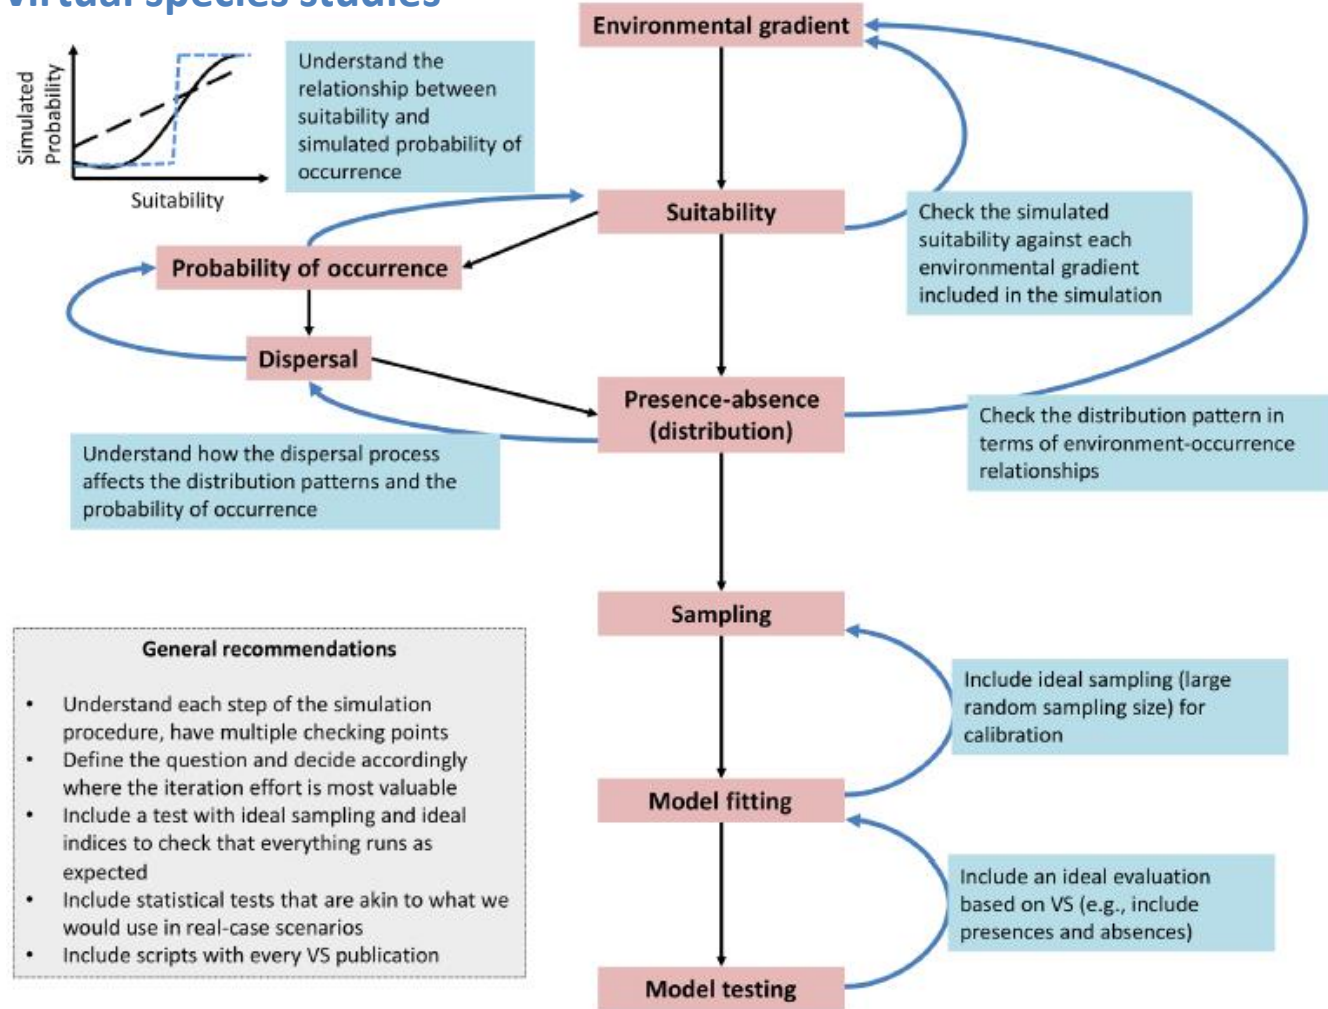 virtual species studies
Environmental gradient
Simulated
Probability
Suitability
Understand the
relationship between
suitability and
simulated probability of
occurrence
Suitability
Check the simulated
suitability against each
environmental gradient
included in the simulation
Probability of occurrence
Dispersal
Presence-absence
(distribution)
Check the distribution pattern in
terms of environment-occurrence
relationships
Understand how the dispersal process
affects the distribution patterns and the
probability of occurrence
Sampling
General recommendations
• Understand each step of the simulation
procedure, have multiple checking points
• Define the question and decide accordingly
where the iteration effort is most valuable
• Include a test with ideal sampling and ideal
indices to check that everything runs as
expected
• Include statistical tests that are akin to what we
would use in real-case scenarios
• Include scripts with every VS publication
Include ideal sampling (large
random sampling size) for
calibration
Model fitting
Include an ideal evaluation
based on VS (e.g., include
presences and absences)
Model testing